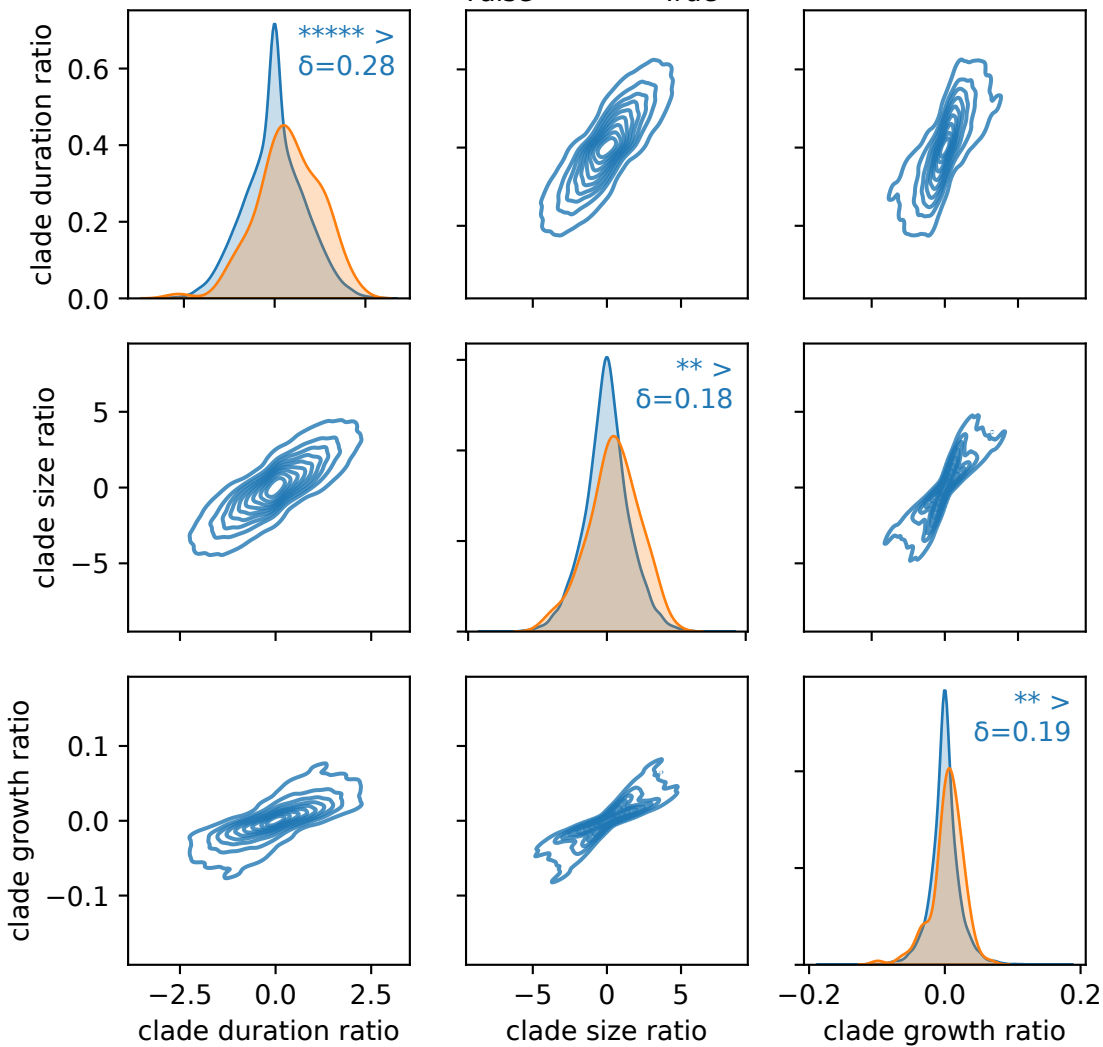 ***** >
δ=0.28
clade duration ratio
0.6
0.4
0.2
0.0
clade size ratio
5
0
−5
** >
δ=0.18
clade growth ratio
0.1
0.0
−0.1
** >
δ=0.19
−2.5 0.0 2.5
−5 0 5
−0.2 0.0 0.2
clade duration ratio
clade size ratio
clade growth ratio